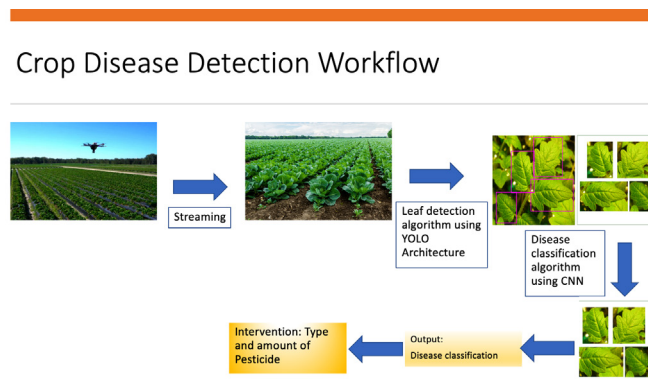 Crop Disease Detection Workflow
Streaming
Leaf detection
algorithm using
YOLO
Architecture
Disease
classification
algorithm
using CNN
Intervention: Type
and amount of
Pesticide
Output:
Disease classification